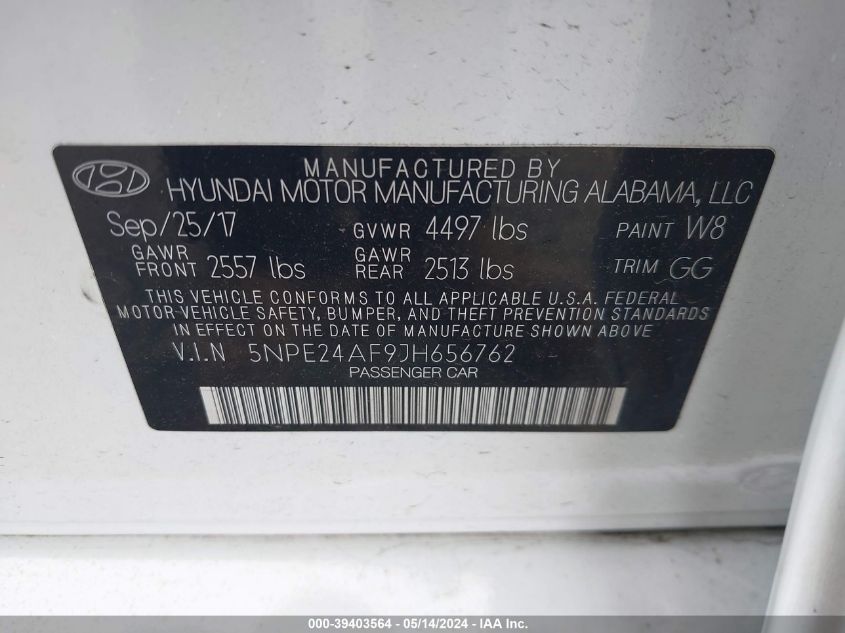 MANUFACTURED BY
HYUNDAI MOTOR MANUFACTURING ALABAMA, LLC
Sep/25/17 GVWR 4497 lbs PAINT W8
GAWR FRONT 2557 lbs GAWR REAR 2513 lbs TRIM GG
THIS VEHICLE CONFORMS TO ALL APPLICABLE U.S.A. FEDERAL
MOTOR VEHICLE SAFETY, BUMPER, AND THEFT PREVENTION STANDARDS
IN EFFECT ON THE DATE OF MANUFACTURE SHOWN ABOVE.
V.I.N 5NPE24AF9JH656762
PASSENGER CAR
000-39403564 — 05/14/2024 — IAA Inc.